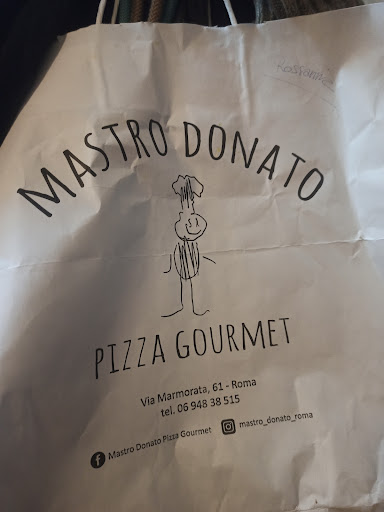 MASTRO DONATO
PIZZA GOURMET
Via Marmorata, 61 - Roma
tel. 06 948 38 515
Mastro Donato Pizza Gourmet mastro_donato_roma